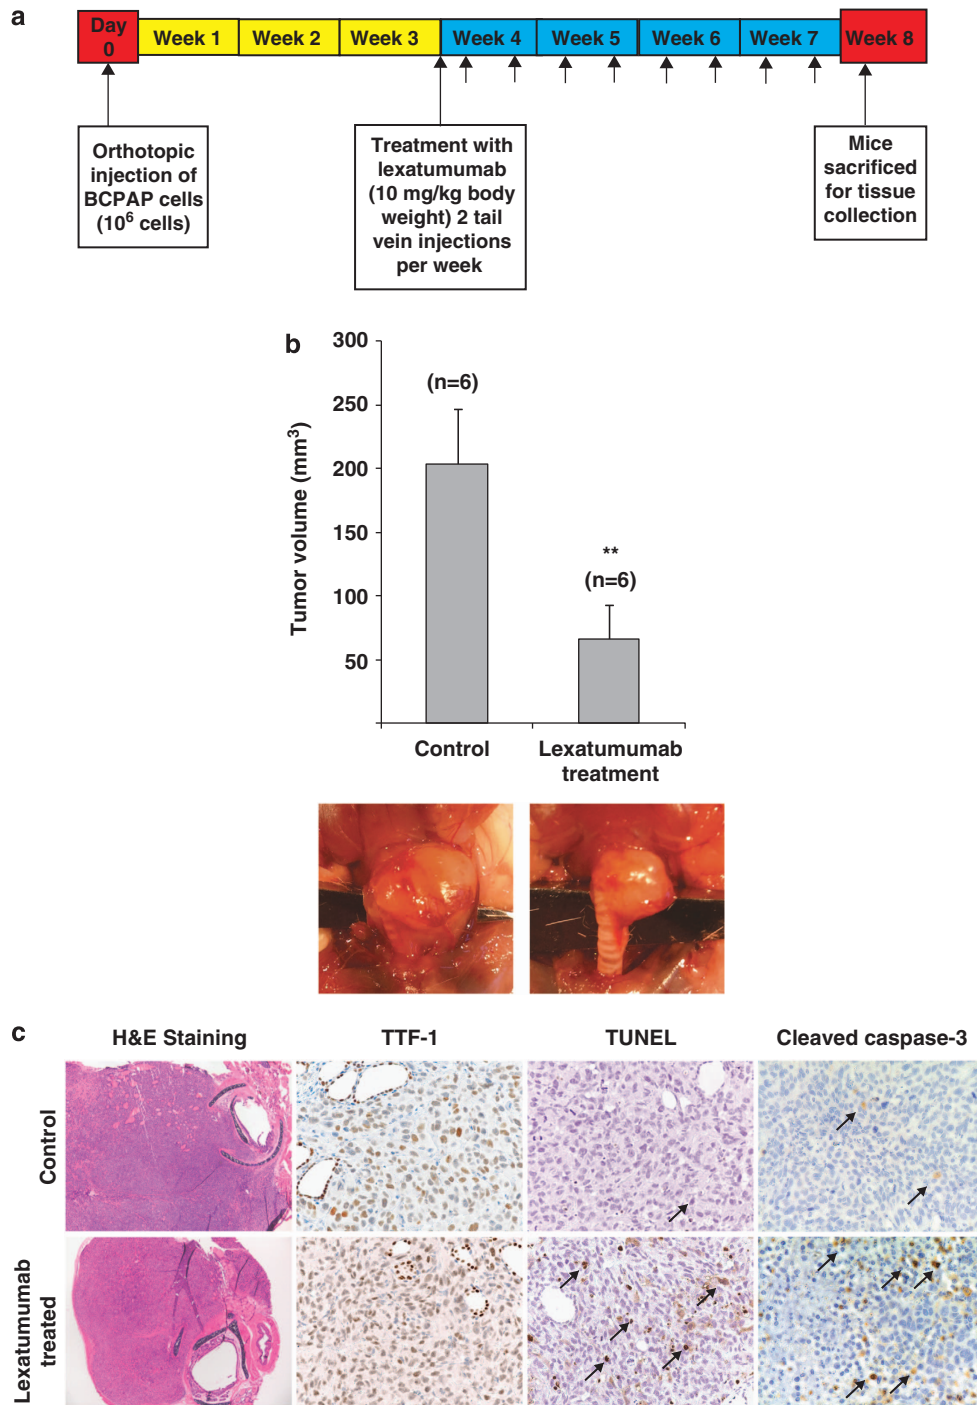 a
Day
0
Week 1 Week 2 Week 3 Week 4 Week 5 Week 6 Week 7 Week 8
Orthotopic
injection of
BCPAP cells
(10⁶ cells)
Treatment with
lexatumumab
(10 mg/kg body
weight) 2 tail
vein injections
per week
Mice
sacrificed
for tissue
collection
b
Tumor volume (mm³)
300
250
200
150
100
50
(n=6)
**
(n=6)
Control
Lexatumumab
treatment
c
H&E Staining TTF-1 TUNEL Cleaved caspase-3
Control
Lexatumumab
treated